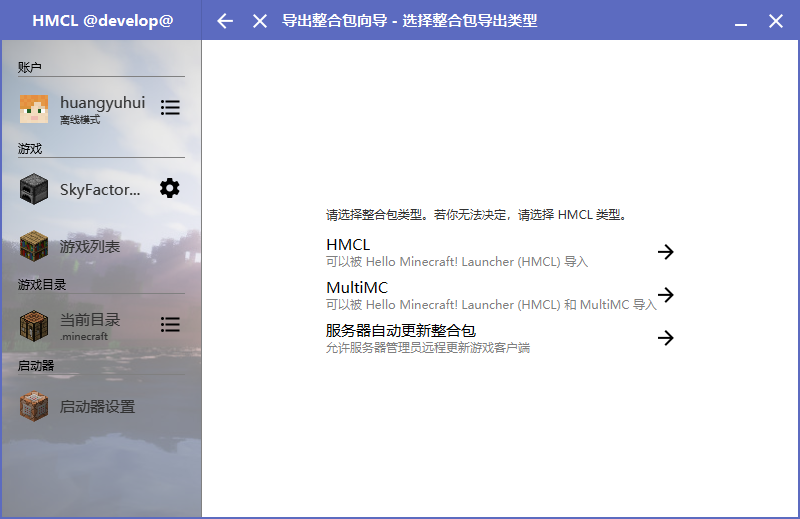 HMCL @develop@
导出整合包向导 - 选择整合包导出类型
账户
huangyuhui
离线模式
游戏
SkyFactor...
游戏列表
游戏目录
当前目录
.minecraft
启动器
启动器设置
请选择整合包类型。若你无法决定，请选择 HMCL 类型。
HMCL
可以被 Hello Minecraft! Launcher (HMCL) 导入
MultiMC
可以被 Hello Minecraft! Launcher (HMCL) 和 MultiMC 导入
服务器自动更新整合包
允许服务器管理员远程更新游戏客户端